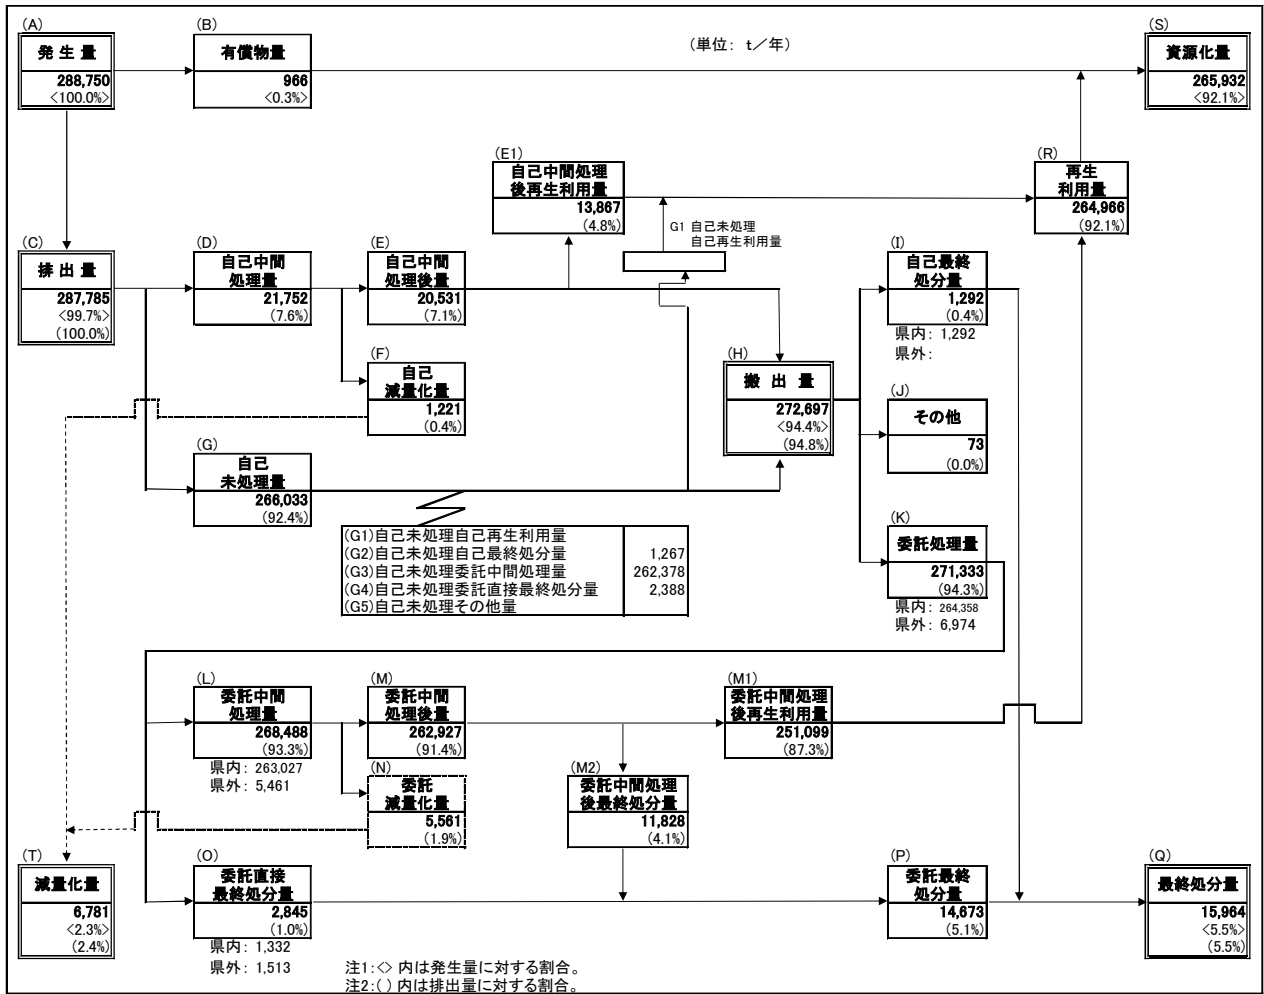 (A)
発 生 量
288,750
<100.0%>
(B)
有償物量
966
<0.3%>
(単位: t/年)
(S)
資源化量
265,932
<92.1%>
(E1)
自己中間処理
後再生利用量
13,867
(4.8%)
(R)
再生
利用量
264,966
(92.1%)
G1 自己未処理
自己再生利用量
(C)
排 出 量
287,785
<99.7%>
(100.0%)
(D)
自己中間
処理量
21,752
(7.6%)
(E)
自己中間
処理後量
20,531
(7.1%)
(I)
自己最終
処分量
1,292
(0.4%)
県内: 1,292
県外:
(F)
自己
減量化量
1,221
(0.4%)
(H)
搬 出 量
272,697
<94.4%>
(94.8%)
(J)
その他
73
(0.0%)
(G)
自己
未処理量
266,033
(92.4%)
(G1)自己未処理自己再生利用量
(G2)自己未処理自己最終処分量 1,267
(G3)自己未処理委託中間処理量 262,378
(G4)自己未処理委託直接最終処分量 2,388
(G5)自己未処理その他量
(K)
委託処理量
271,333
(94.3%)
県内: 264,358
県外: 6,974
(L)
委託中間
処理量
268,488
(93.3%)
県内: 263,027
県外: 5,461
(M)
委託中間
処理後量
262,927
(91.4%)
(M1)
委託中間処理
後再生利用量
251,099
(87.3%)
(N)
委託
減量化量
5,561
(1.9%)
(M2)
委託中間処理
後最終処分量
11,828
(4.1%)
(T)
減量化量
6,781
<2.3%>
(2.4%)
(O)
委託直接
最終処分量
2,845
(1.0%)
県内: 1,332
県外: 1,513
(P)
委託最終
処分量
14,673
(5.1%)
(Q)
最終処分量
15,964
<5.5%>
(5.5%)
注1:<> 内は発生量に対する割合。
注2:( ) 内は排出量に対する割合。